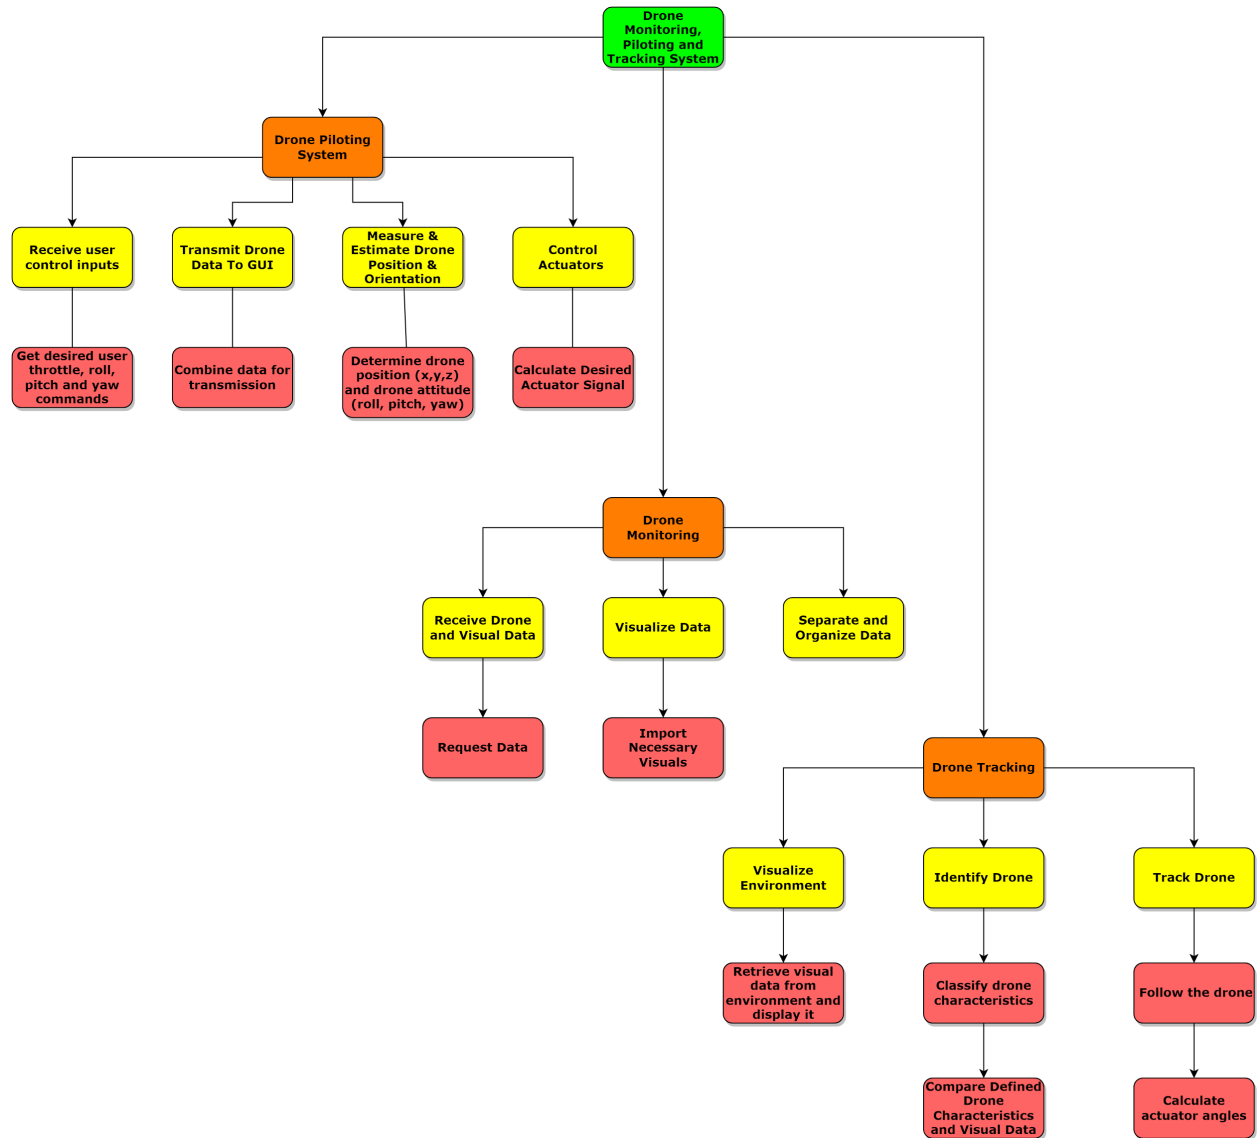 Drone
Monitoring,
Piloting and
Tracking System
Drone Piloting
System
Receive user
control inputs
Transmit Drone
Data To GUI
Measure &
Estimate Drone
Position &
Orientation
Control
Actuators
Get desired user
throttle, roll,
pitch and yaw
commands
Combine data for
transmission
Determine drone
position (x,y,z)
and drone attitude
(roll, pitch, yaw)
Calculate Desired
Actuator Signal
Drone
Monitoring
Receive Drone
and Visual Data
Visualize Data
Separate and
Organize Data
Request Data
Import
Necessary
Visuals
Drone Tracking
Visualize
Environment
Identify Drone
Track Drone
Retrieve visual
data from
environment and
display it
Classify drone
characteristics
Follow the drone
Compare Defined
Drone
Characteristics
and Visual Data
Calculate
actuator angles